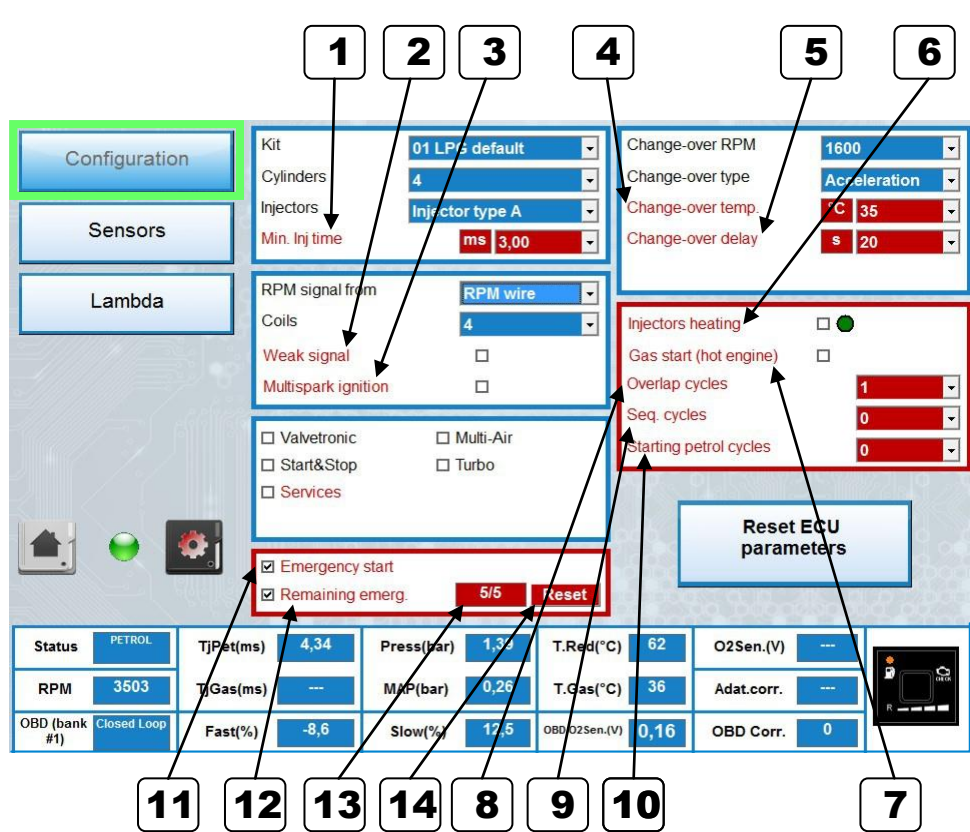 1 2 3 4 5 6
Configuration
Sensors
Lambda
Kit 01 LPG default
Cylinders 4
Injectors Injector type A
Min. Inj time ms 3,00
RPM signal from RPM wire
Coils 4
Weak signal
Multispark ignition
Valvetronic Multi-Air
Start&Stop Turbo
Services
Emergency start
Remaining emerg. 5/5 Reset
Change-over RPM 1600
Change-over type Acceleration
Change-over temp. °C 35
Change-over delay s 20
Injectors heating
Gas start (hot engine)
Overlap cycles 1
Seq. cycles 0
Starting petrol cycles 0
Reset ECU
parameters
Status PETROL TjPet(ms) 4,34 Press(bar) 1,39 T.Red(°C) 62 O2Sen.(V) ---
RPM 3503 TjGas(ms) --- MAP(bar) 0,26 T.Gas(°C) 36 Adat.corr. ---
OBD (bank #1) Closed Loop Fast(%) -8,6 Slow(%) 12,5 OBD O2Sen.(V) 0,16 OBD Corr. 0
CHECK
R
11 12 13 14 8 9 10 7